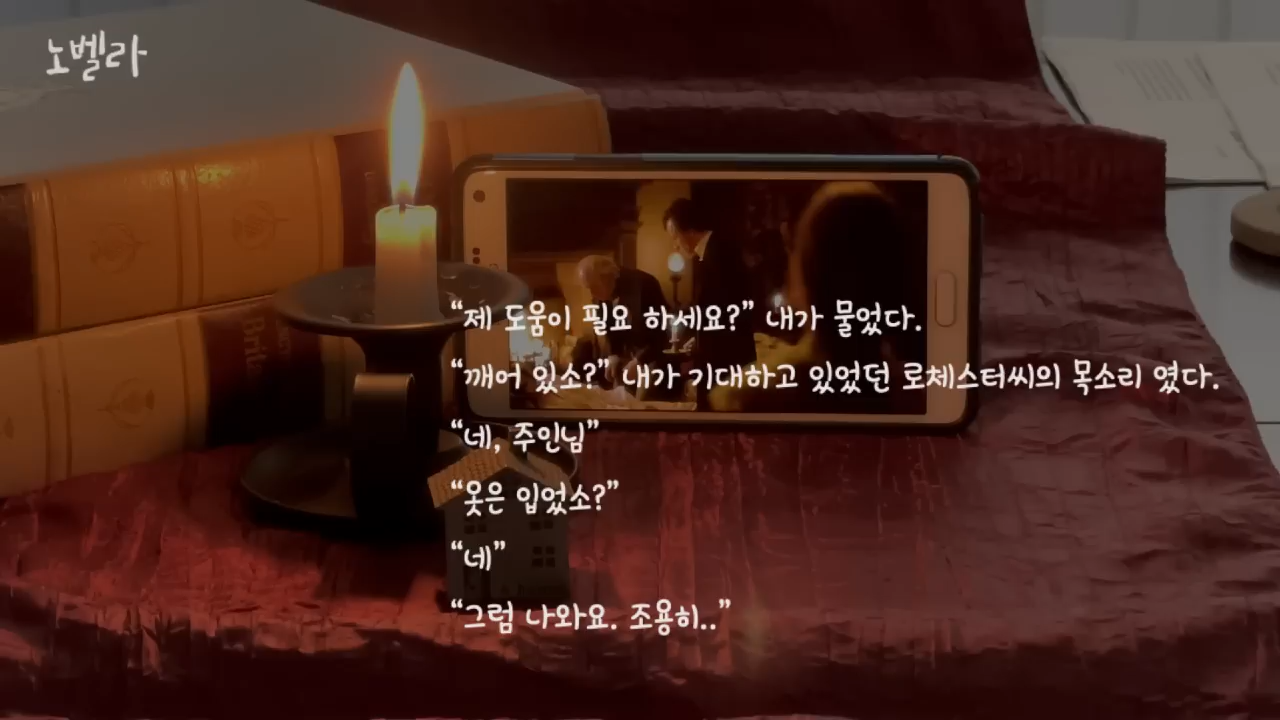 노벨라
“제 도움이 필요 하세요?” 내가 물었다.
“깨어 있소?” 내가 기대하고 있었던 로체스터씨의 목소리 였다.
“네, 주인님”
“옷은 입었소?”
“네”
“그럼 나와요. 조용히..”
Brit